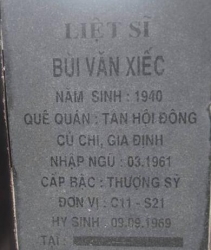 LIỆT SĨ
BÙI VĂN XIẾC
NĂM SINH : 1940
QUÊ QUÁN : TÂN HỘI ĐÔNG
CỦ CHI, GIA ĐỊNH
NHẬP NGŨ : 03.1961
CẤP BẬC : THƯỢNG SỸ
ĐƠN VỊ : C11 - S21
HY SINH : 09.09.1969
TẠI :